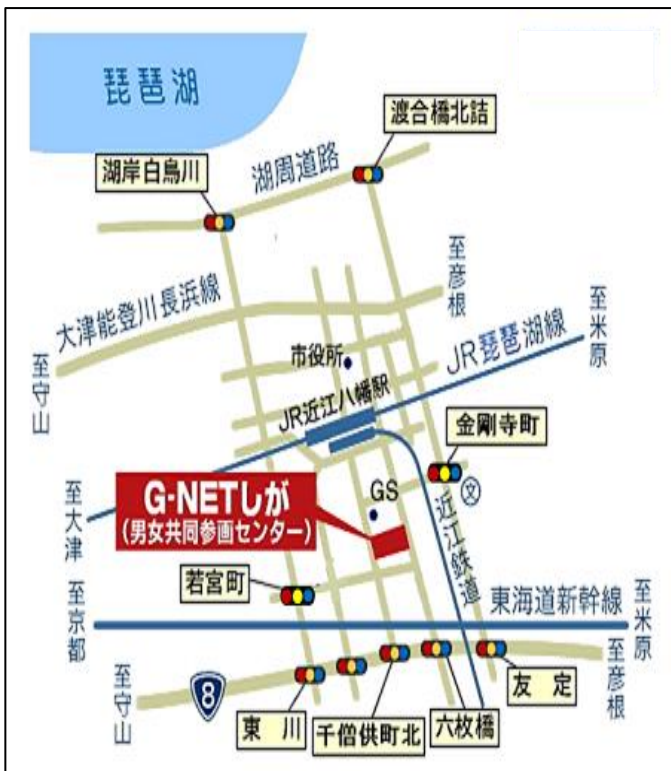 琵琶湖
渡合橋北詰
湖岸白鳥川
湖周道路
至彦根
至米原
大津能登川長浜線
至守山
市役所
JR琵琶湖線
JR近江八幡駅
金剛寺町
文
G-NETしが
(男女共同参画センター)
GS
至大津
近江鉄道
若宮町
至京都
東海道新幹線
至米原
至守山
8
東川
千僧供町北
六枚橋
友定
至彦根